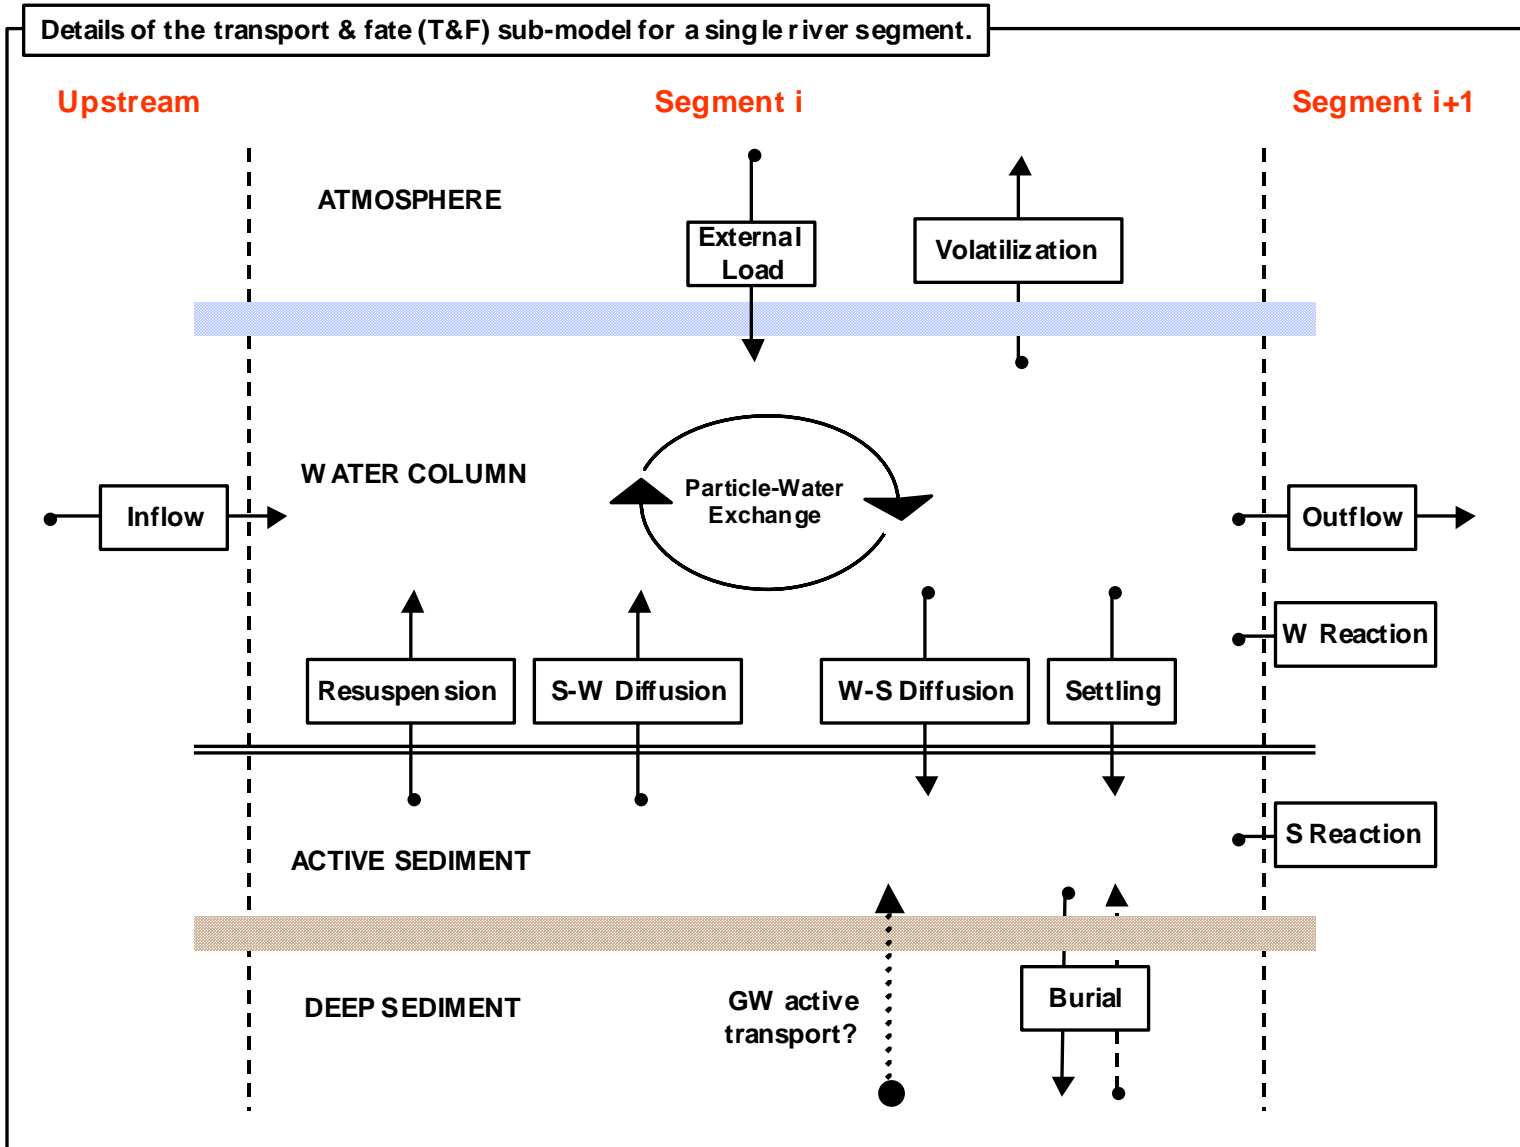 Details of the transport & fate (T&F) sub-model for a single river segment.
Upstream
Segment i
Segment i+1
ATMOSPHERE
External
Load
Volatilization
WATER COLUMN
Particle-Water
Exchange
Inflow
Outflow
W Reaction
Resuspension
S-W Diffusion
W-S Diffusion
Settling
S Reaction
ACTIVE SEDIMENT
DEEP SEDIMENT
GW active
transport?
Burial